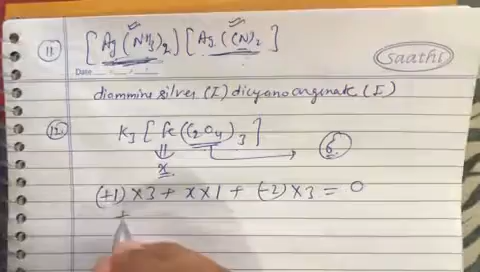 11. [Ag(NH3)2][Ag(CN)2]
Saathi
Date
diammine silver (I) dicyanoargenate (I)
12. K3[Fe(C2O4)3]
x
6
(+1)×3+x×1+(-2)×3=0
+